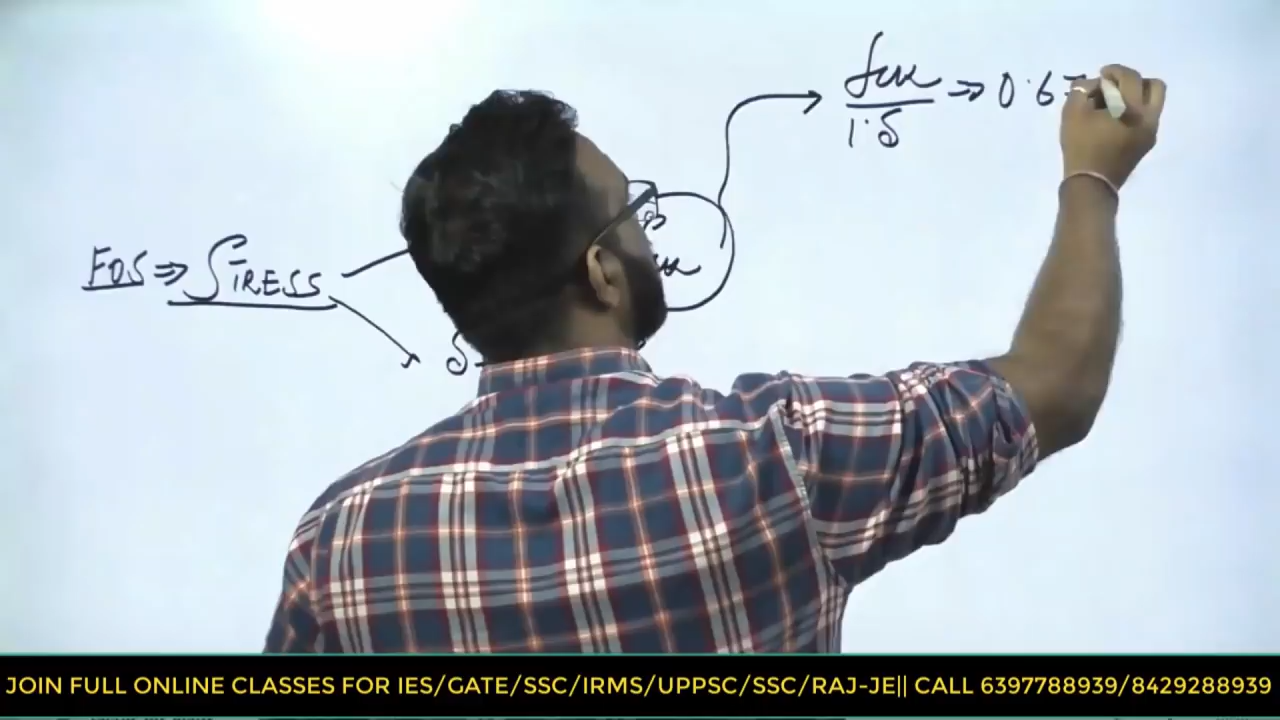 fck
1.5
⇒ 0.67
FOS ⇒ STRESS
S
JOIN FULL ONLINE CLASSES FOR IES/GATE/SSC/IRMS/UPPSC/SSC/RAJ-JE|| CALL 6397788939/8429288939